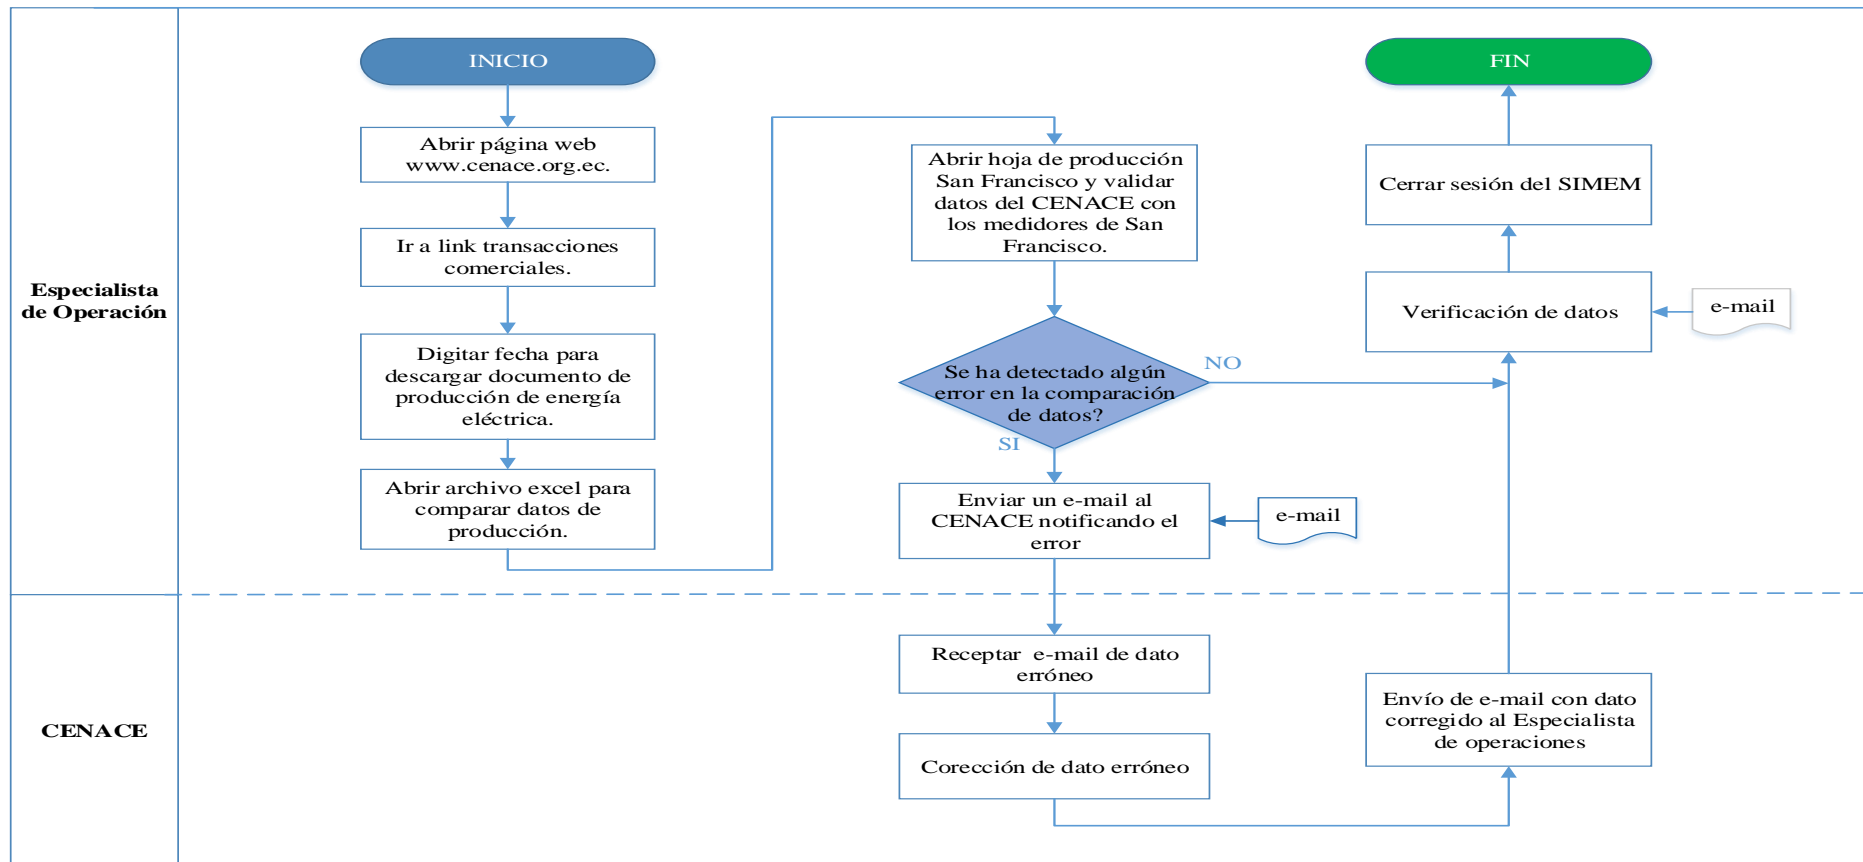 Especialista
de Operación
INICIO
Abrir página web
www.cenace.org.ec.
Ir a link transacciones
comerciales.
Digitar fecha para
descargar documento de
producción de energía
eléctrica.
Abrir archivo excel para
comparar datos de
producción.
Abrir hoja de producción
San Francisco y validar
datos del CENACE con
los medidores de San
Francisco.
Se ha detectado algún
error en la comparación
de datos?
NO
SI
Enviar un e-mail al
CENACE notificando el
error
e-mail
FIN
Cerrar sesión del SIMEM
Verificación de datos
e-mail
CENACE
Receptar e-mail de dato
erróneo
Corección de dato erróneo
Envío de e-mail con dato
corregido al Especialista
de operaciones